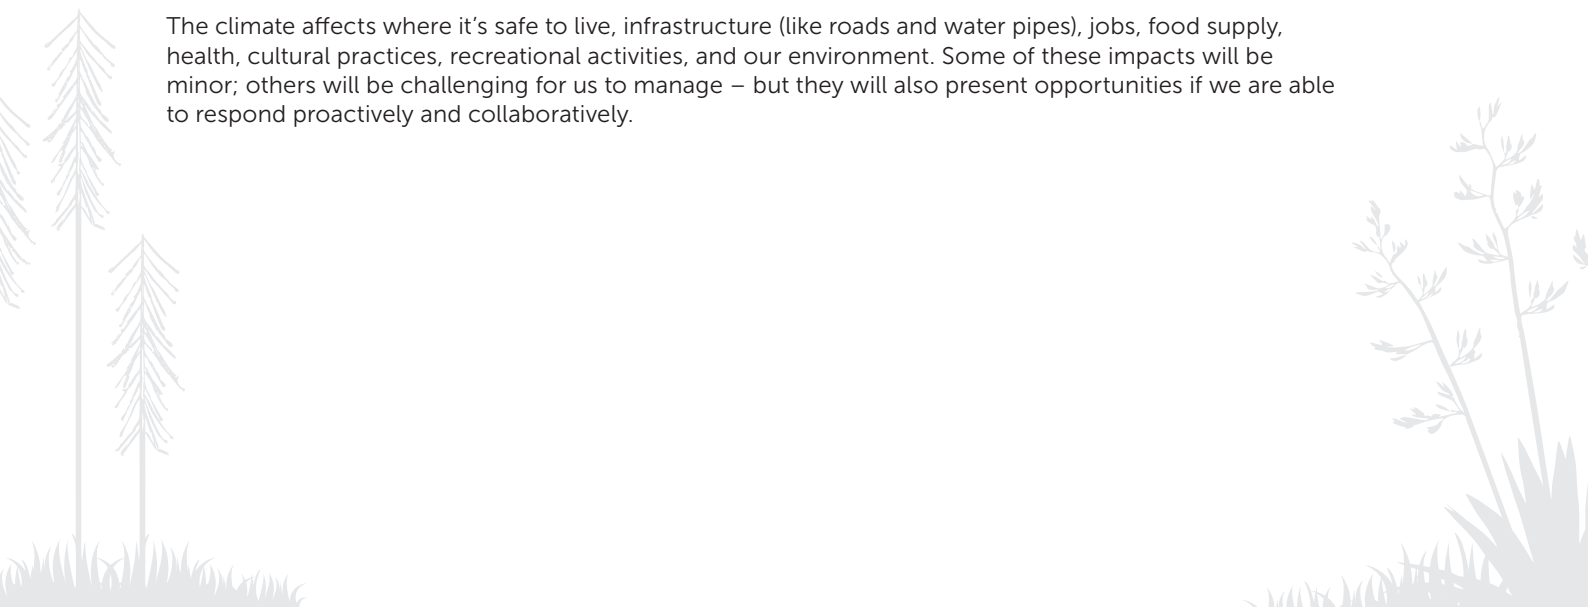 The climate affects where it’s safe to live, infrastructure (like roads and water pipes), jobs, food supply,
health, cultural practices, recreational activities, and our environment. Some of these impacts will be
minor; others will be challenging for us to manage – but they will also present opportunities if we are able
to respond proactively and collaboratively.